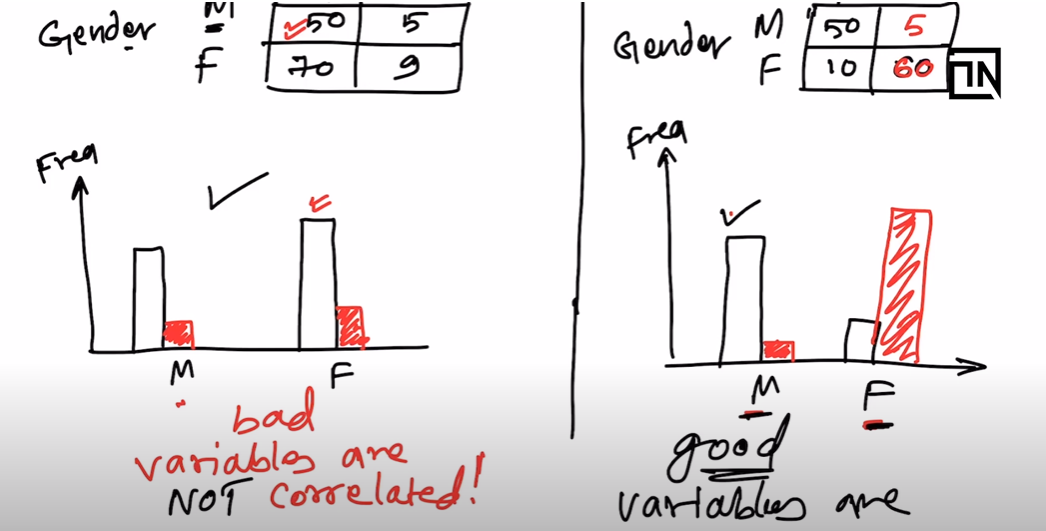 M
Gender 50 5
F 70 9
Freq
M F
bad
variables are
NOT correlated!
M 50 5
Gender
F 10 60
Freq
M F
good
variables are